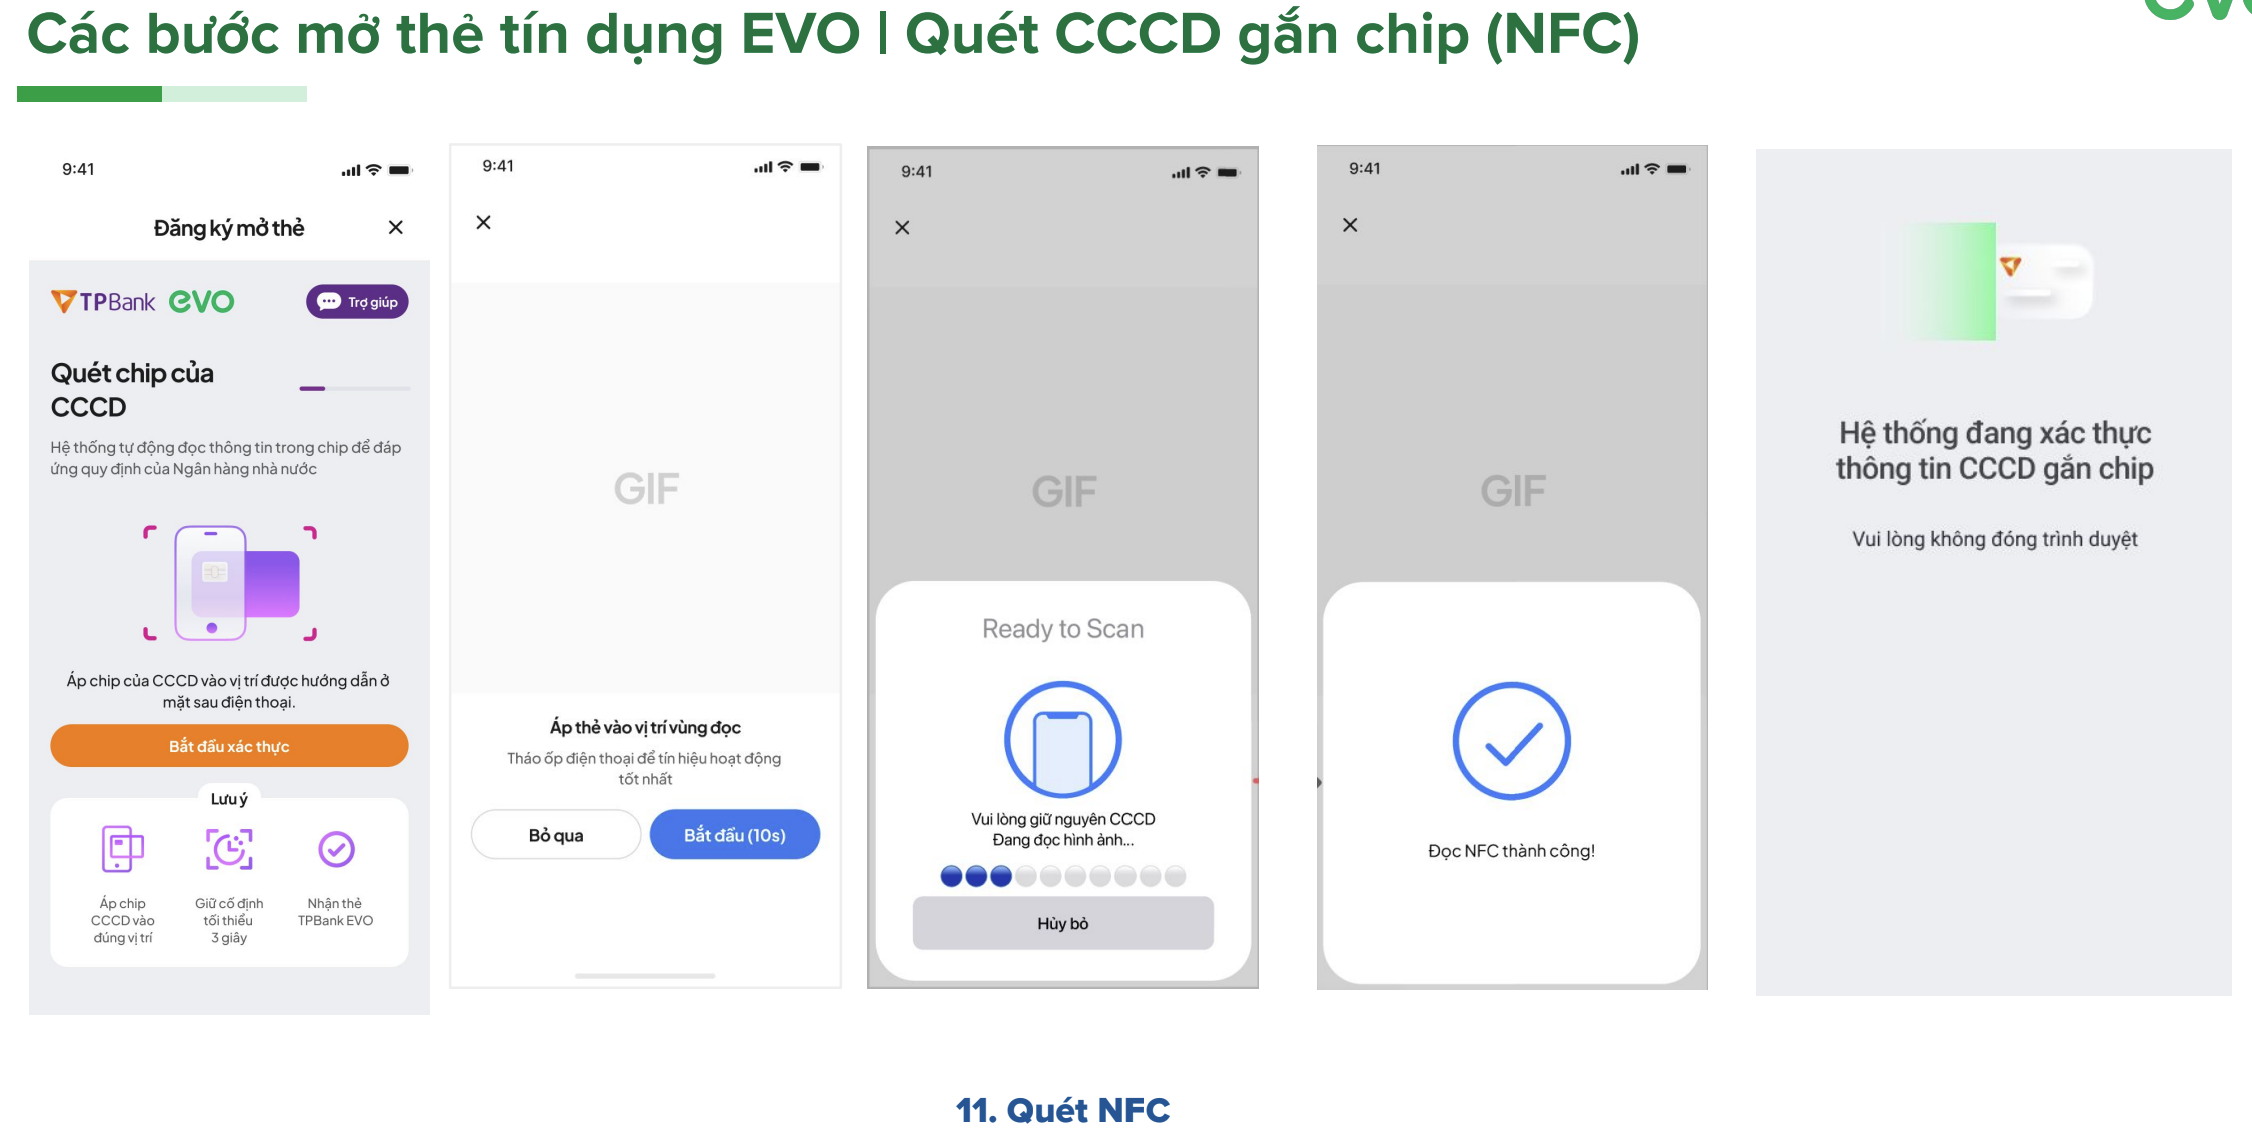 Các bước mở thẻ tín dụng EVO | Quét CCCD gắn chip (NFC)
evo
9:41
Đăng ký mở thẻ
TPBank evo
Trợ giúp
Quét chip của
CCCD
Hệ thống tự động đọc thông tin trong chip để đáp
ứng quy định của Ngân hàng nhà nước
Áp chip của CCCD vào vị trí được hướng dẫn ở
mặt sau điện thoại.
Bắt đầu xác thực
Lưu ý
Áp chip
CCCD vào
đúng vị trí
Giữ cố định
tối thiểu
3 giây
Nhận thẻ
TPBank EVO
9:41
GIF
Áp thẻ vào vị trí vùng đọc
Tháo ốp điện thoại để tín hiệu hoạt động
tốt nhất
Bỏ qua
Bắt đầu (10s)
9:41
GIF
Ready to Scan
Vui lòng giữ nguyên CCCD
Đang đọc hình ảnh...
Hủy bỏ
9:41
GIF
Đọc NFC thành công!
Hệ thống đang xác thực
thông tin CCCD gắn chip
Vui lòng không đóng trình duyệt
11. Quét NFC